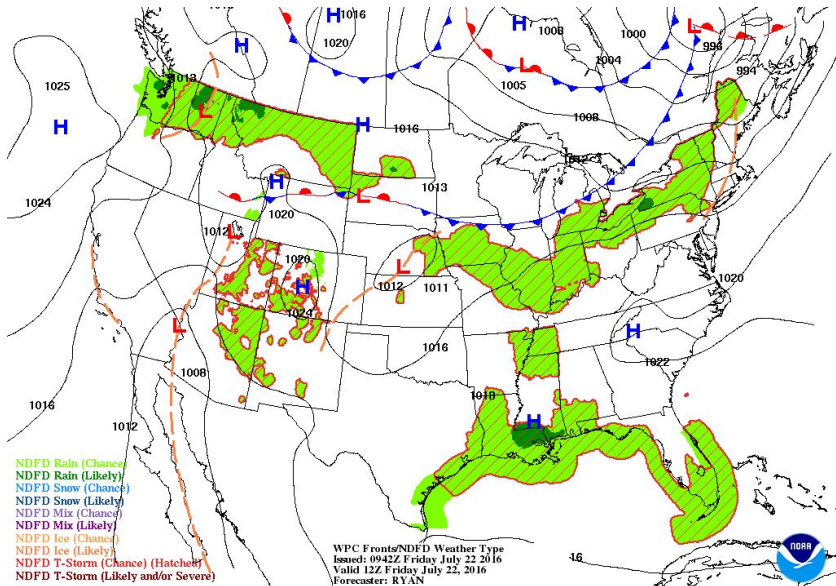 1016
1008
1020
H
H
1016
H
1000
L
996
1004
994
1013
1025
L
1005
L
1008
H
H
1016
1012
1024
H
1013
L
1020
1012
L
1020
L
1020
1012
1011
H
1024
L
H
1016
1022
1008
1016
1012
1010
H
NDFD Rain (Chance)
NDFD Rain (Likely)
NDFD Snow (Chance)
NDFD Snow (Likely)
NDFD Mix (Chance)
NDFD Mix (Likely)
NDFD Ice (Chance)
NDFD Ice (Likely)
NDFD T-Storm (Chance) (Hatched)
NDFD T-Storm (Likely and/or Severe)
WPC Fronts/NDFD Weather Type
Issued: 0942Z Friday July 22 2016
Valid 12Z Friday July 22, 2016
Forecaster: RYAN
16
NOAA